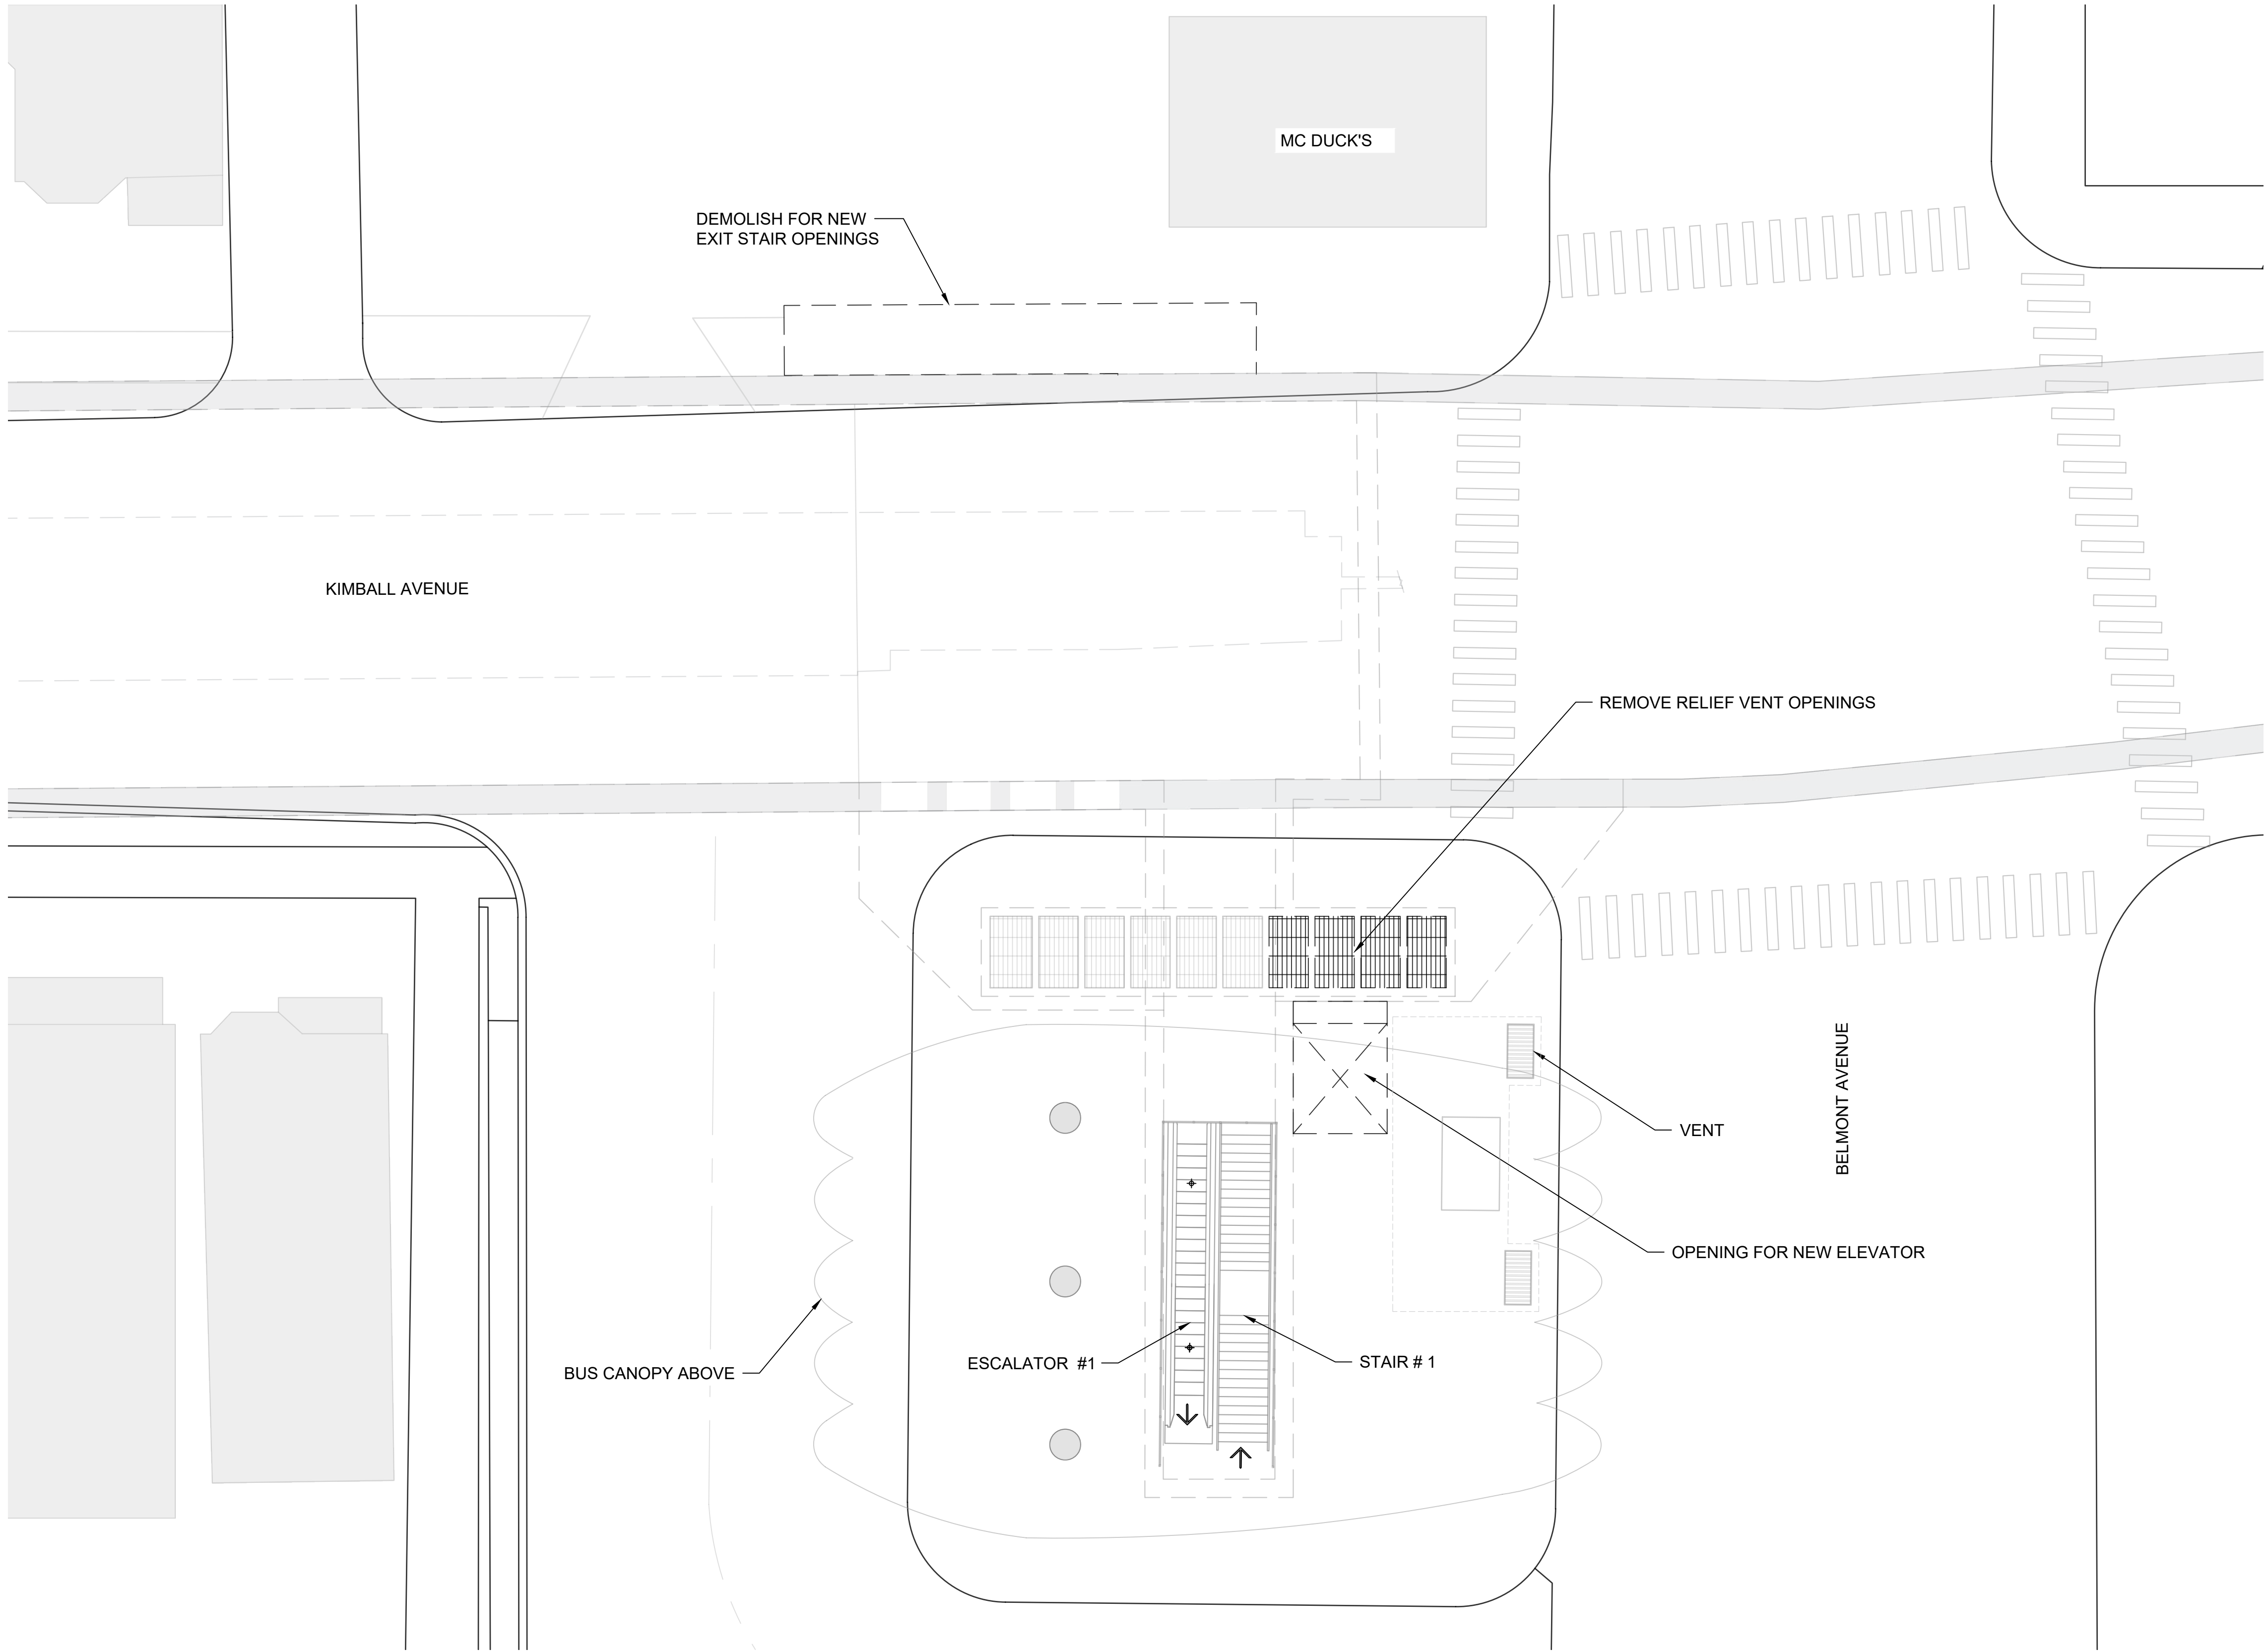 MC DUCK'S
DEMOLISH FOR NEW
EXIT STAIR OPENINGS
KIMBALL AVENUE
REMOVE RELIEF VENT OPENINGS
BELMONT AVENUE
VENT
OPENING FOR NEW ELEVATOR
BUS CANOPY ABOVE
ESCALATOR #1
STAIR # 1